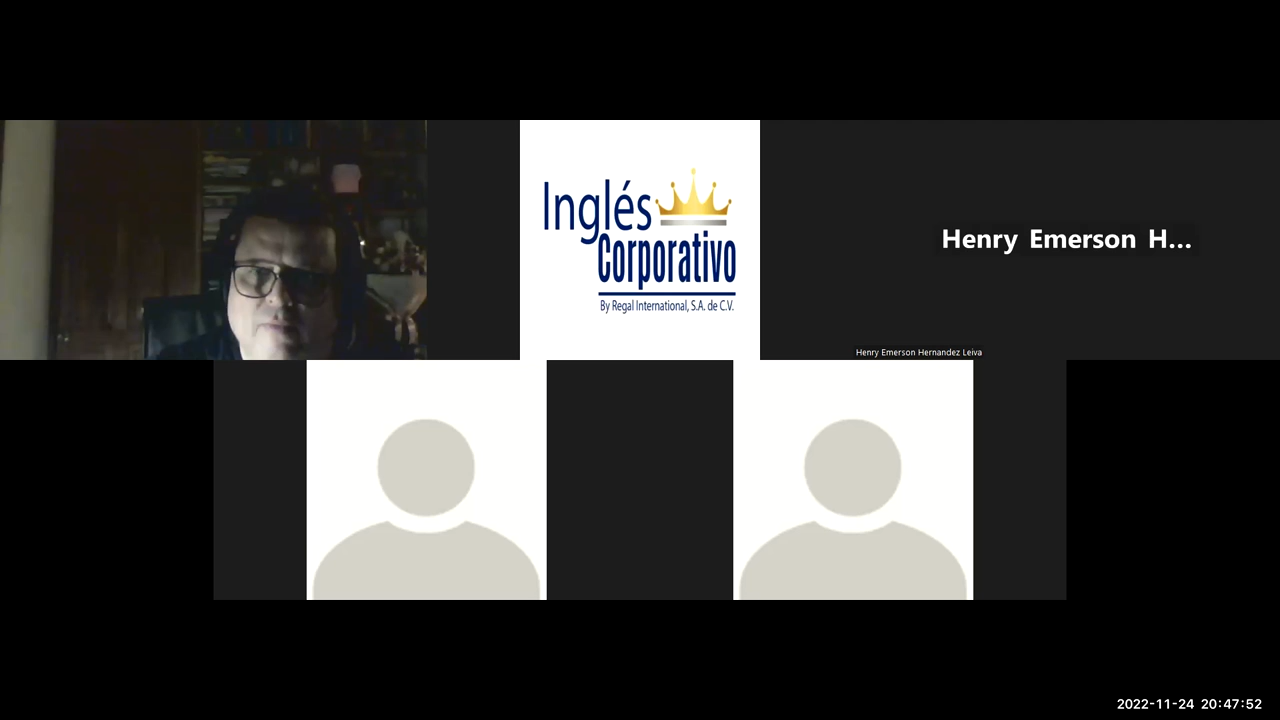 Inglés
Corporativo
By Regal International, S.A. de C.V.
Henry Emerson H...
Henry Emerson Hernandez Leiva
2022-11-24 20:47:52